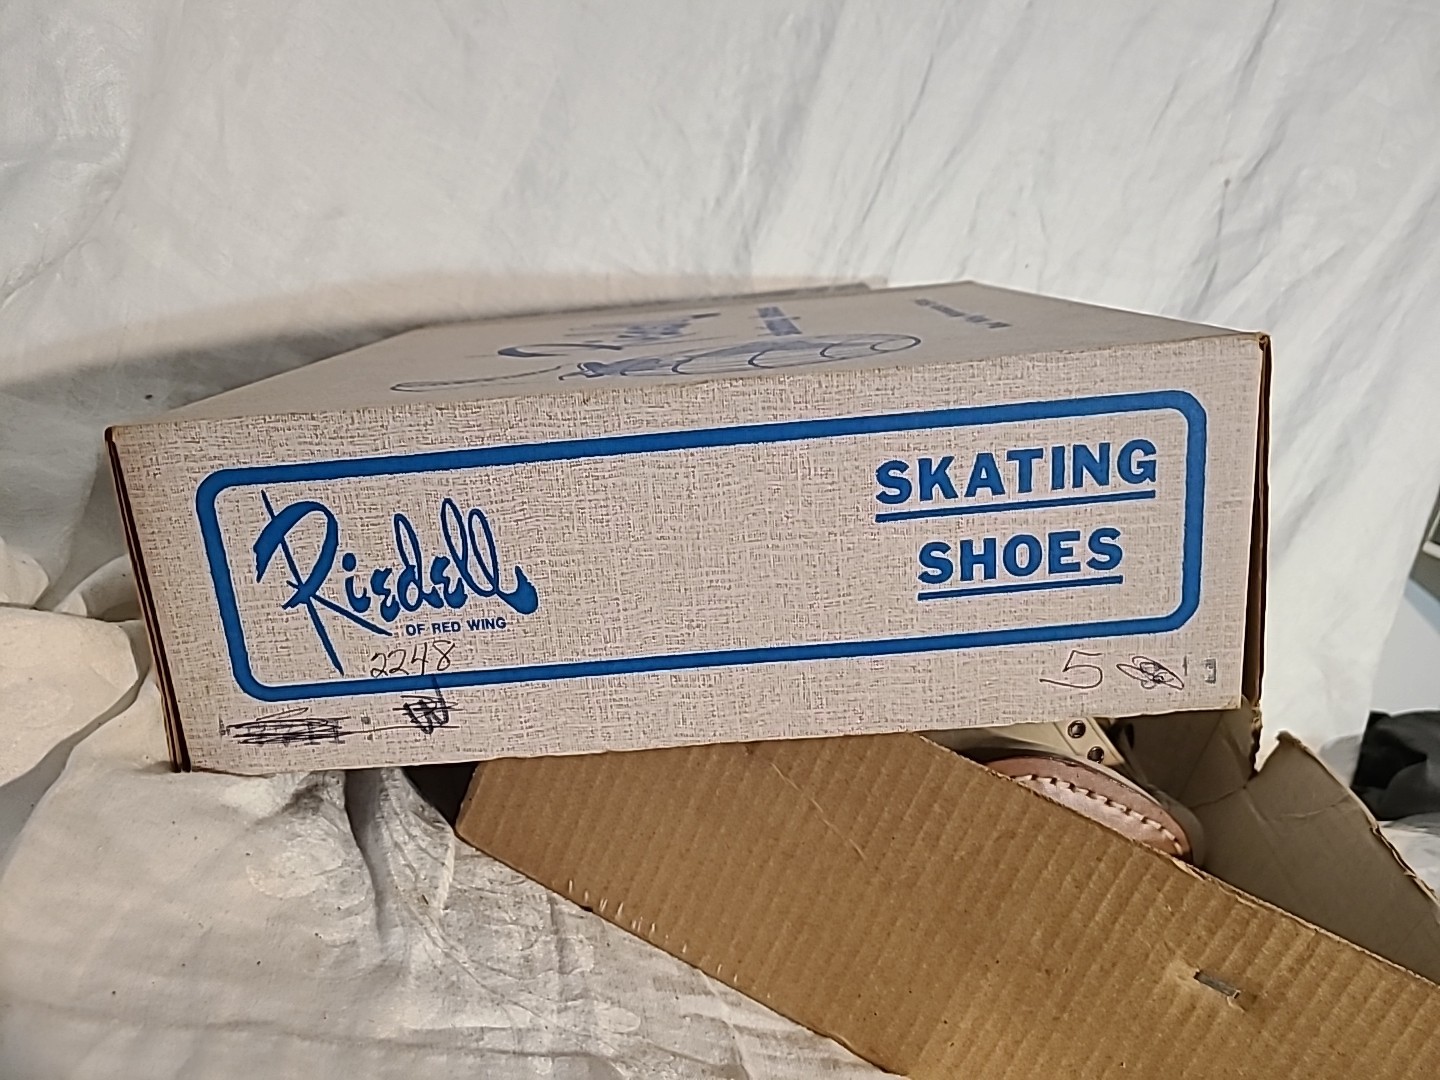 Riedell
OF RED WING
SKATING
SHOES
2248
5